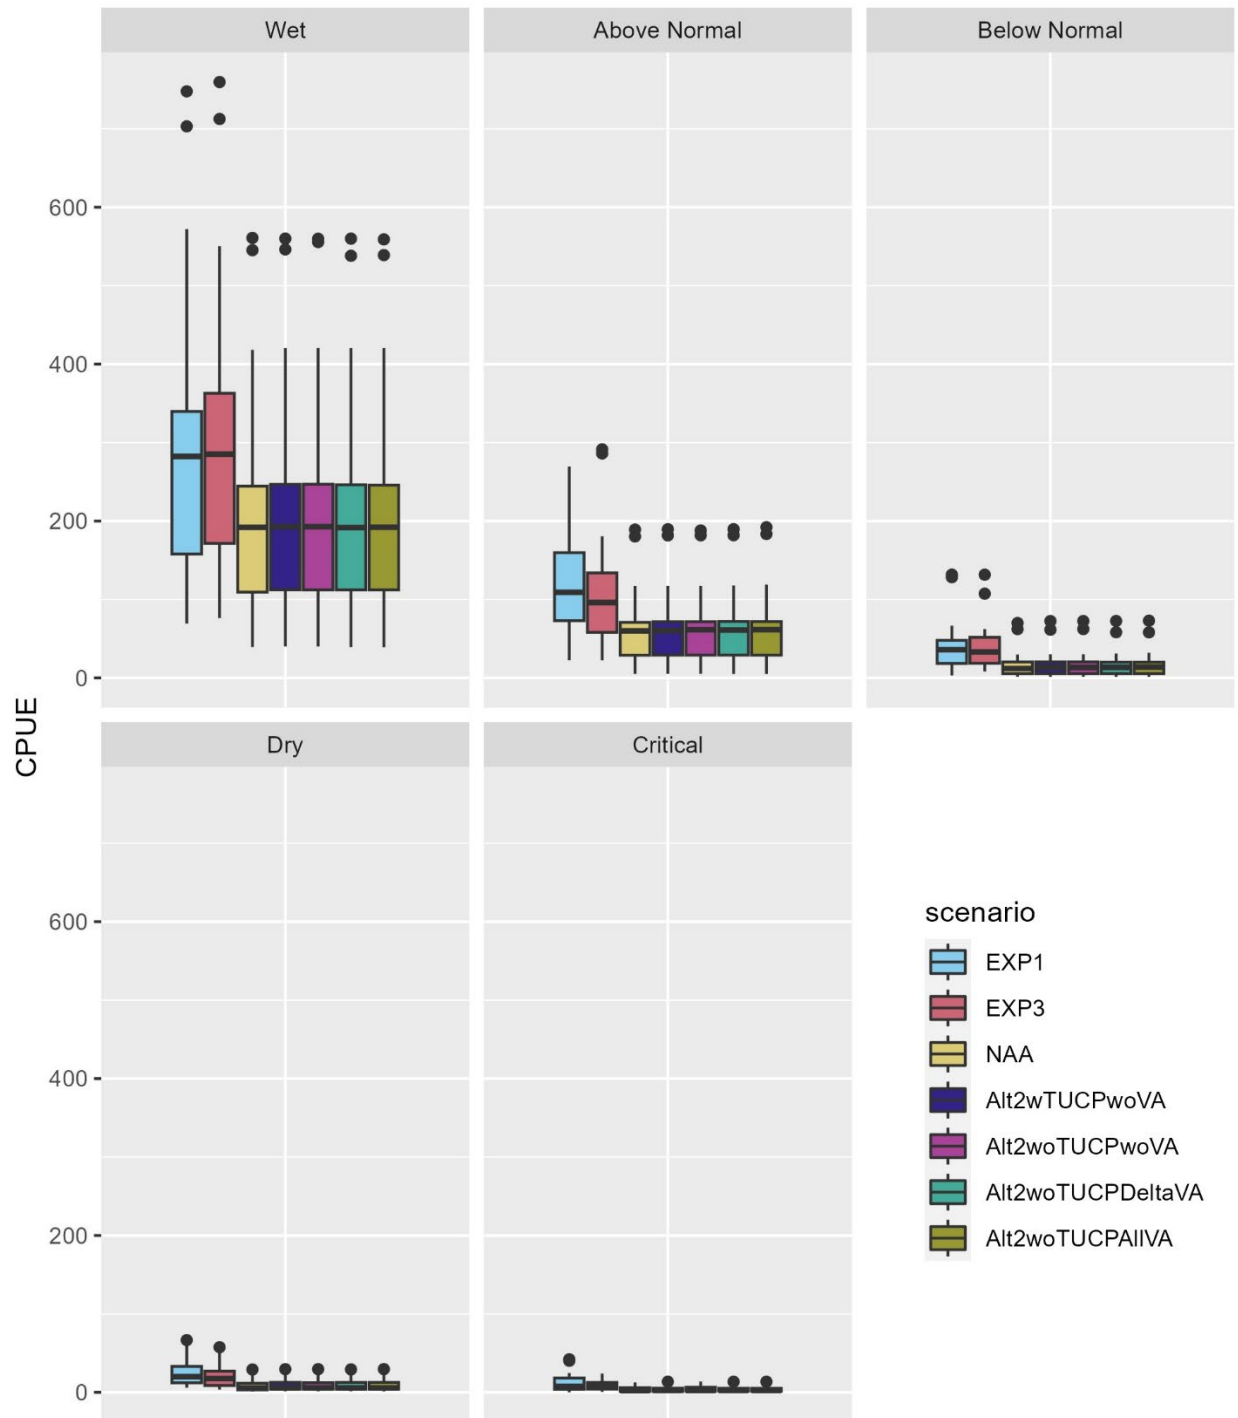 Wet
Above Normal
Below Normal
600
400
200
0
CPUE
Dry
Critical
600
400
200
0
scenario
EXP1
EXP3
NAA
Alt2wTUCPwoVA
Alt2woTUCPwoVA
Alt2woTUCPDeltaVA
Alt2woTUCPAllVA